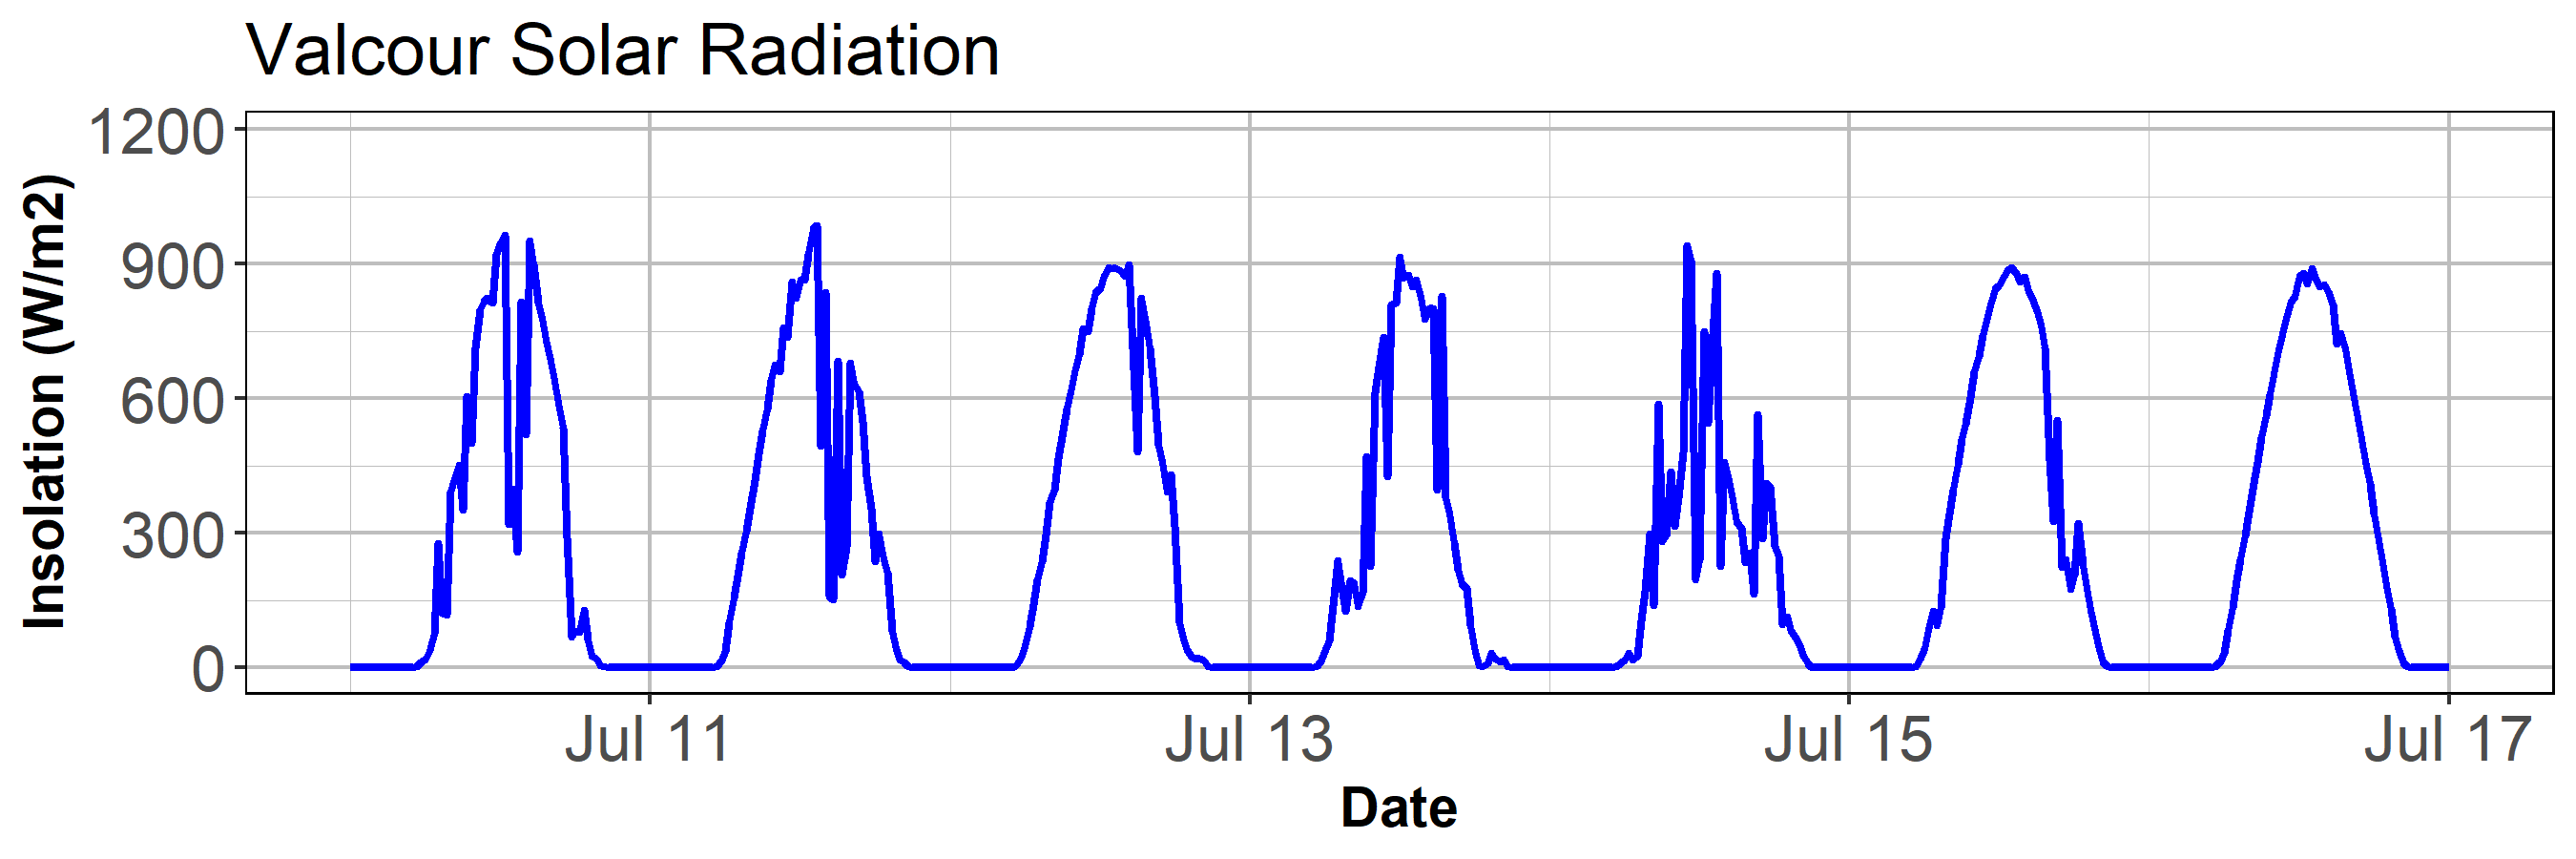 Valcour Solar Radiation
1200
900
600
300
0
Insolation (W/m2)
Jul 11 Jul 13 Jul 15 Jul 17
Date